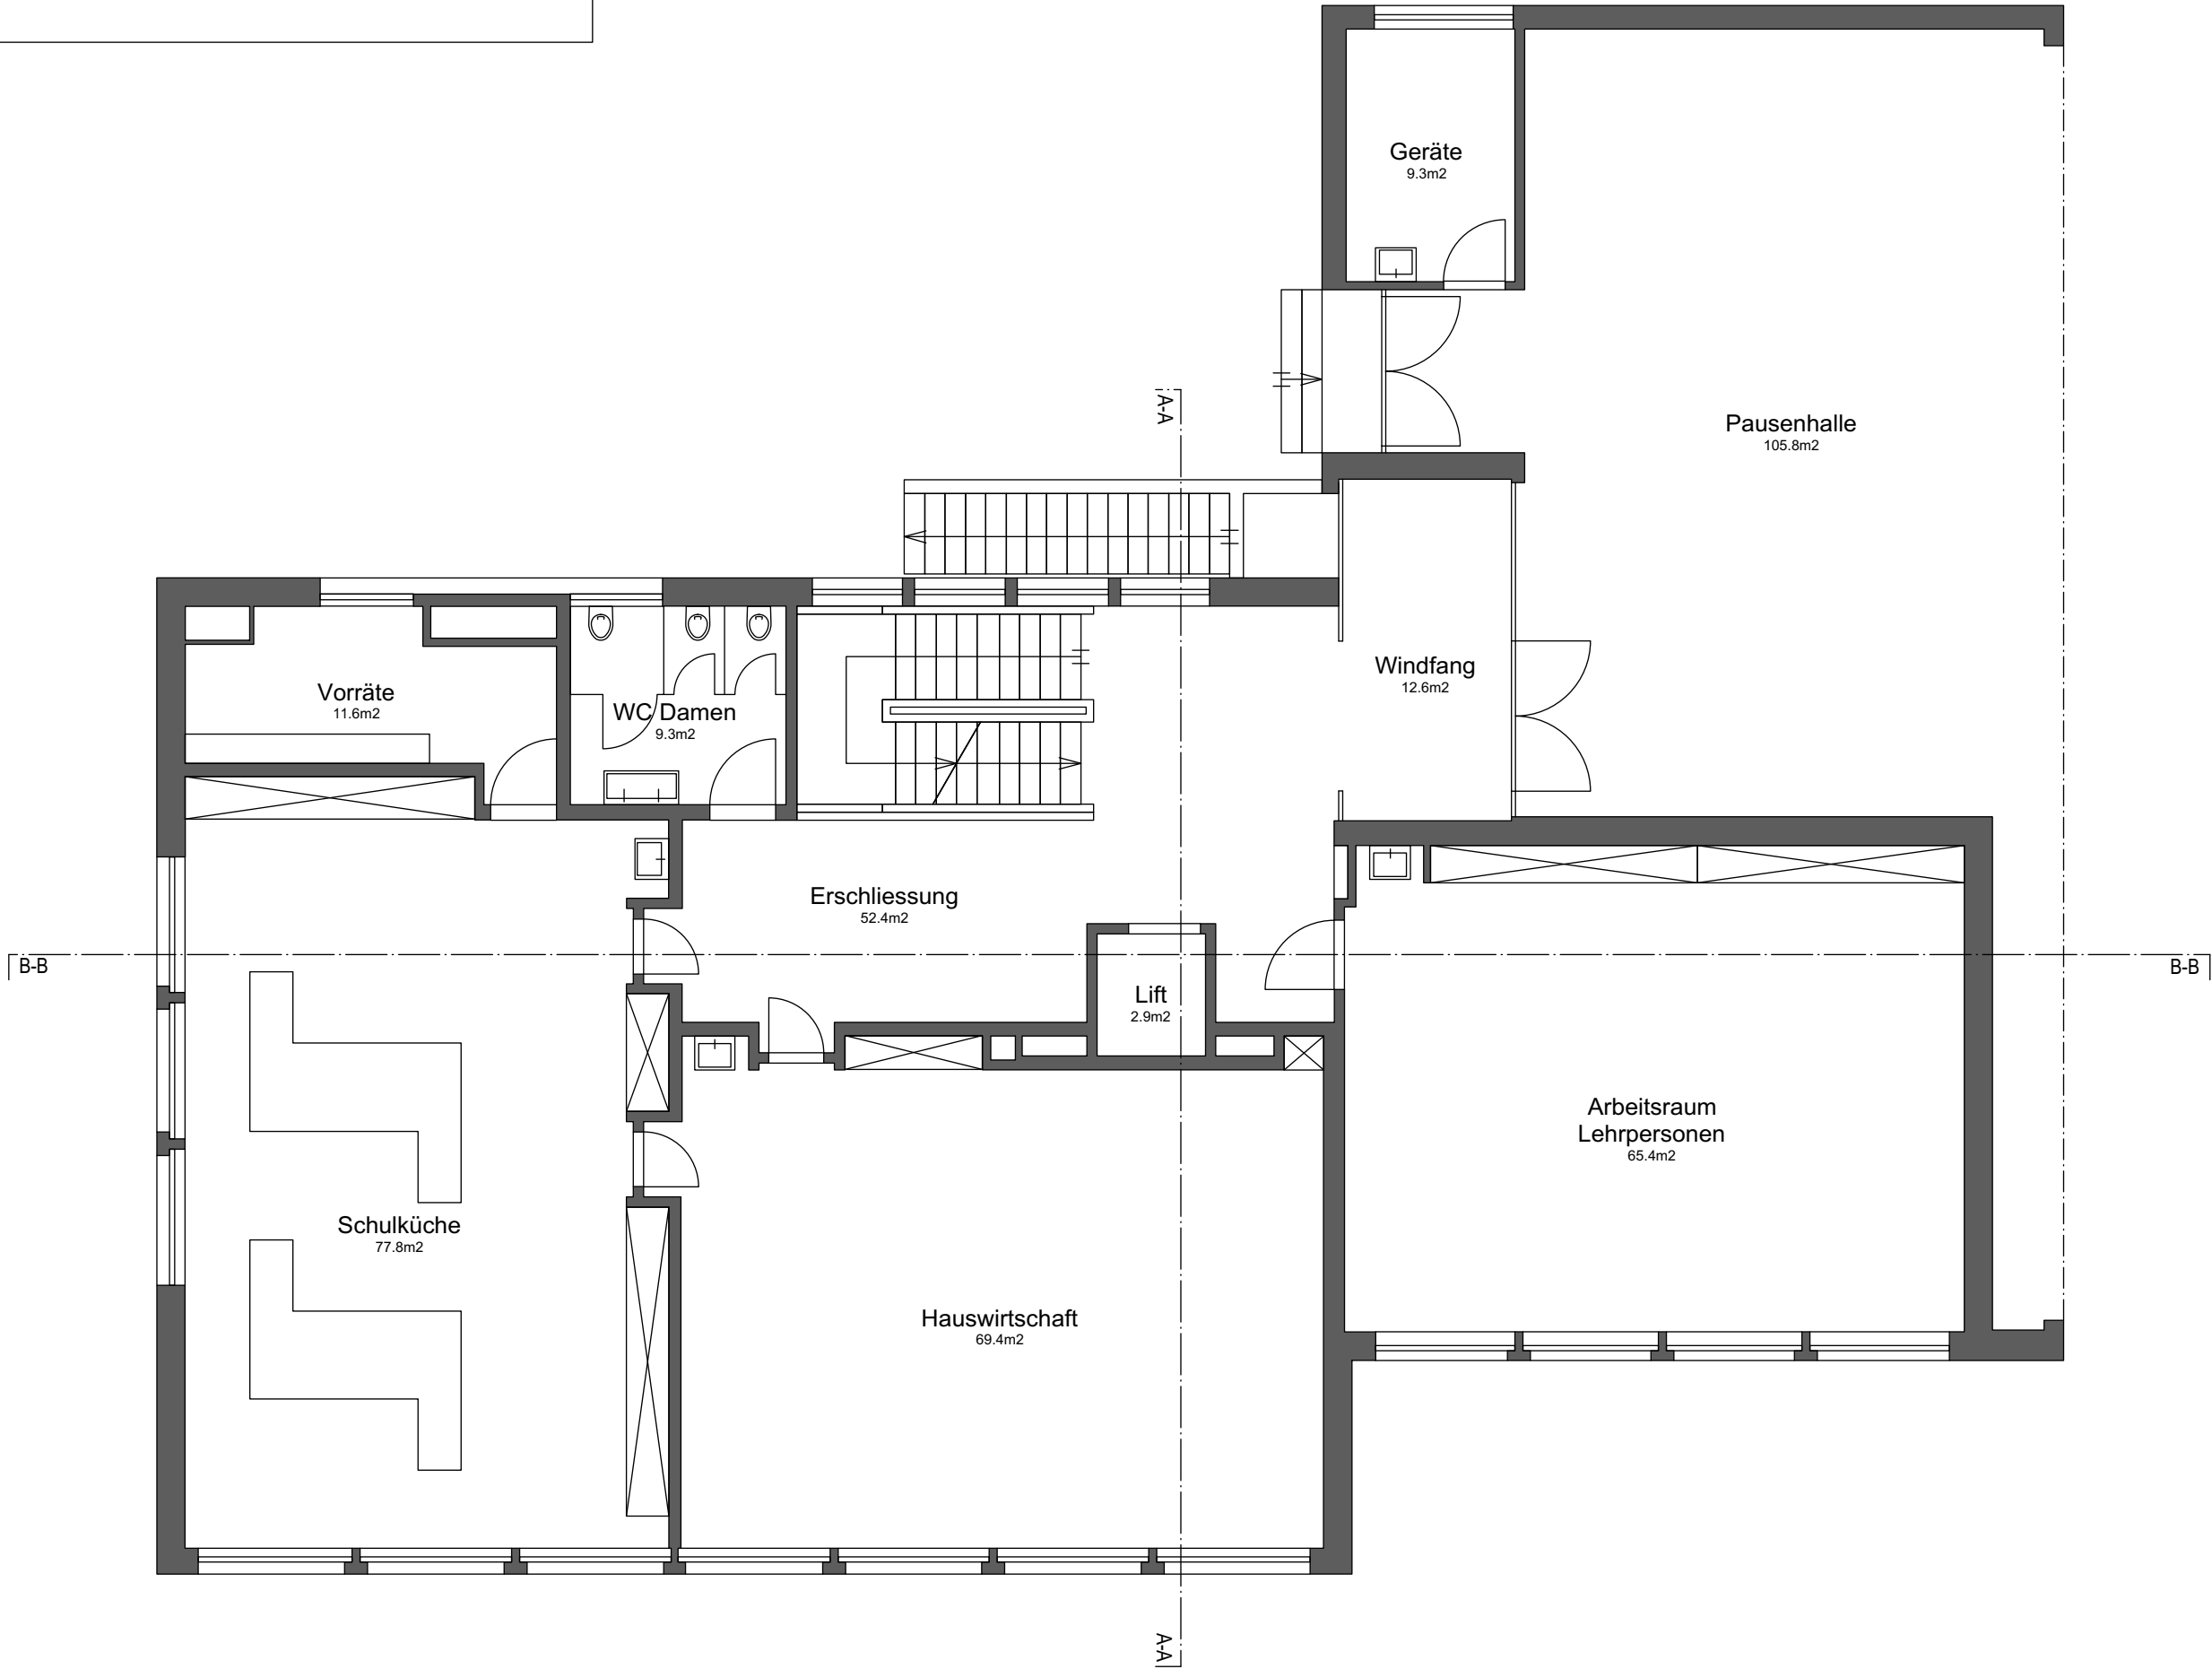 Geräte
9.3m2
A-A
Pausenhalle
105.8m2
Windfang
12.6m2
Vorräte
11.6m2
WC Damen
9.3m2
Erschliessung
52.4m2
B-B
B-B
Lift
2.9m2
Arbeitsraum
Lehrpersonen
65.4m2
Schulküche
77.8m2
Hauswirtschaft
69.4m2
A-A